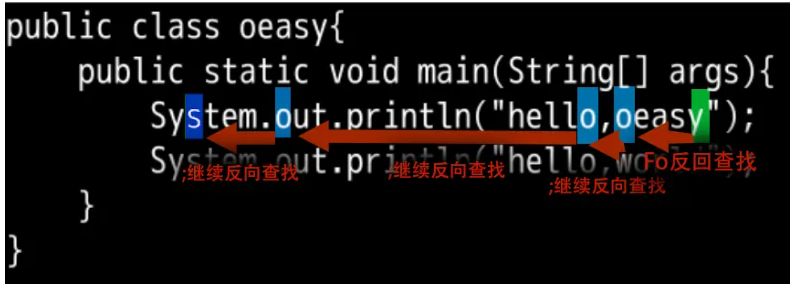 public class oeasy{
public static void main(String[] args){
System.out.println("hello,oeasy");
System.out.println("hello,wo
Fo反回查找
;继续反向查找
;继续反向查找
;继续反向查找
}
}